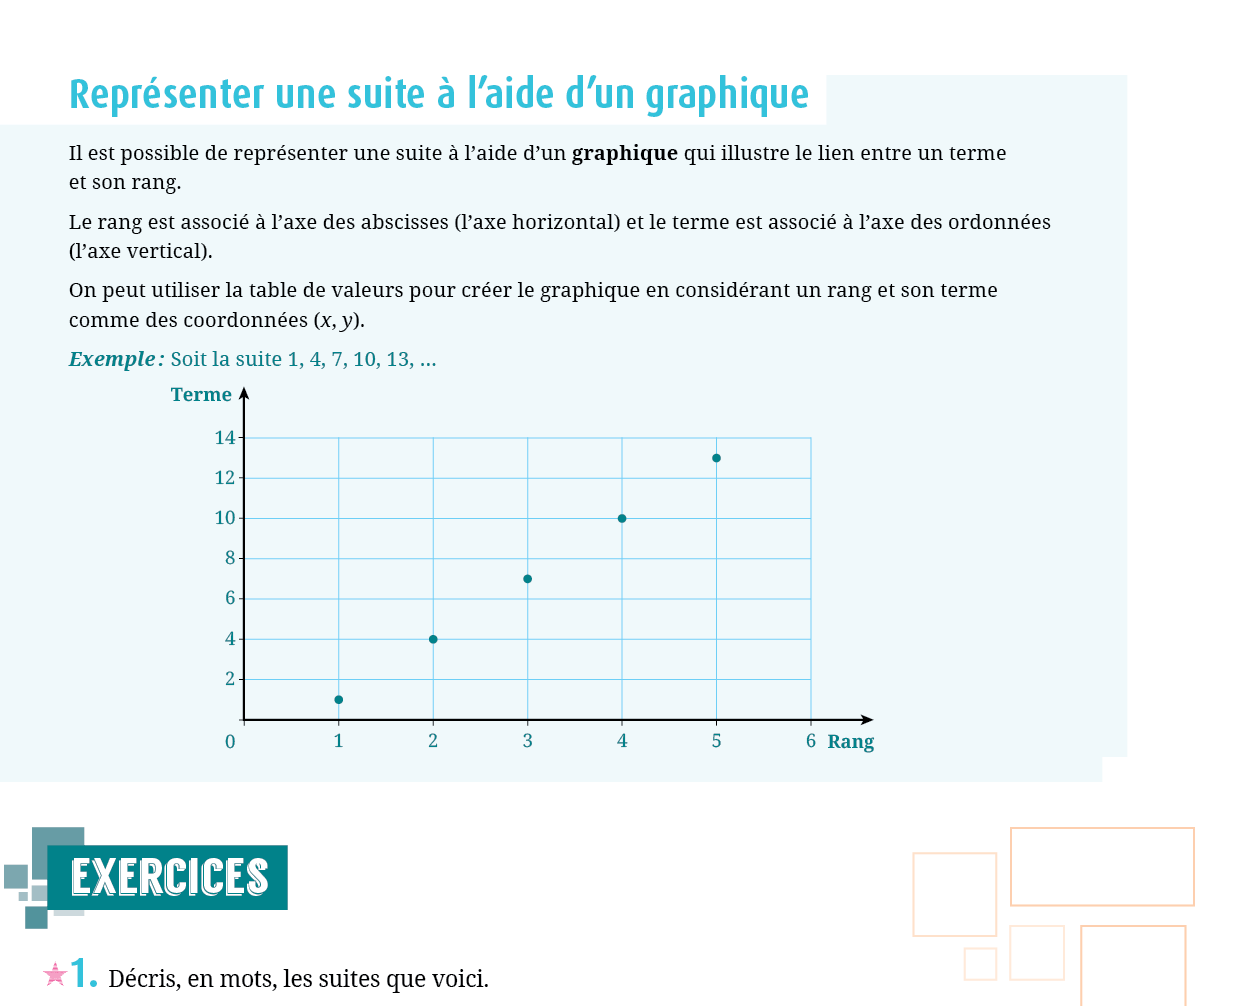 Représenter une suite à l’aide d’un graphique
Il est possible de représenter une suite à l’aide d’un graphique qui illustre le lien entre un terme
et son rang.
Le rang est associé à l’axe des abscisses (l’axe horizontal) et le terme est associé à l’axe des ordonnées
(l’axe vertical).
On peut utiliser la table de valeurs pour créer le graphique en considérant un rang et son terme
comme des coordonnées (x, y).
Exemple : Soit la suite 1, 4, 7, 10, 13, …
Terme
14
12
10
8
6
4
2
0 1 2 3 4 5 6 Rang
EXERCICES
1. Décris, en mots, les suites que voici.